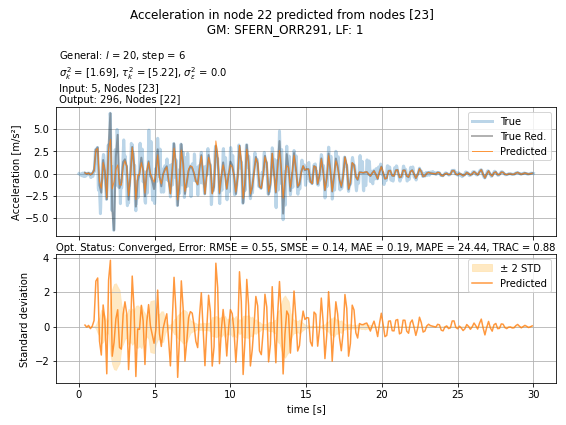 Acceleration in node 22 predicted from nodes [23]
GM: SFERN_ORR291, LF: 1
General: l = 20, step = 6
σ²ₖ = [1.69], τ²ₖ = [5.22], σ²ₑ = 0.0
Input: 5, Nodes [23]
Output: 296, Nodes [22]
Acceleration [m/s²]
5.0
2.5
0.0
−2.5
−5.0
True
True Red.
Predicted
Opt. Status: Converged, Error: RMSE = 0.55, SMSE = 0.14, MAE = 0.19, MAPE = 24.44, TRAC = 0.88
Standard deviation
4
2
0
−2
± 2 STD
Predicted
0 5 10 15 20 25 30
time [s]